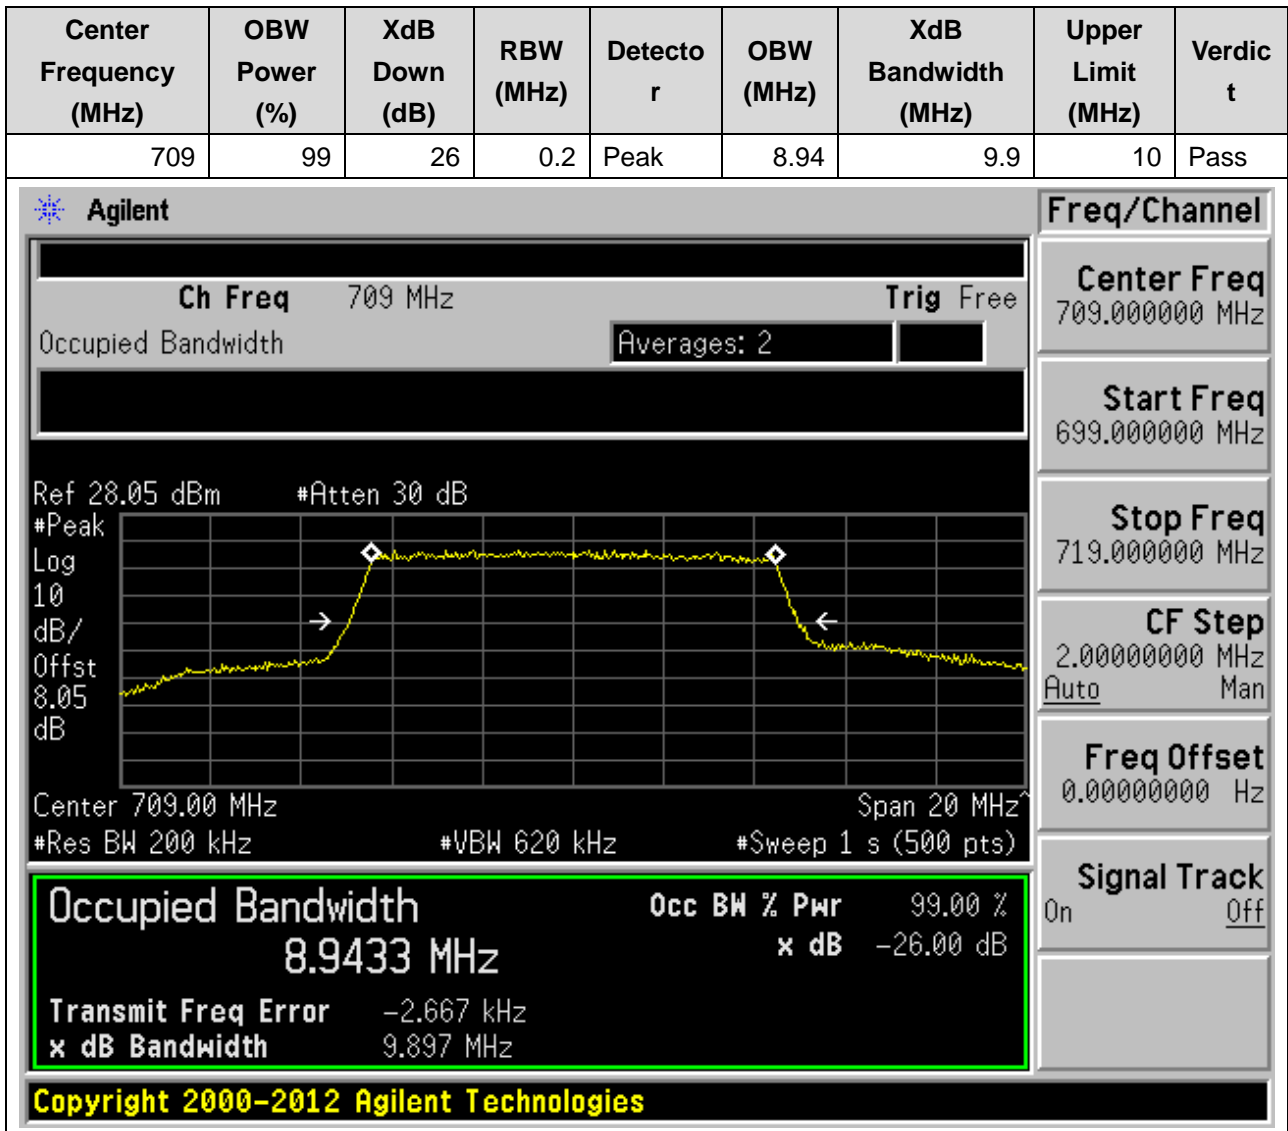 Center Frequency (MHz) OBW Power (%) XdB Down (dB) RBW (MHz) Detecto r OBW (MHz) XdB Bandwidth (MHz) Upper Limit (MHz) Verdic t
709 99 26 0.2 Peak 8.94 9.9 10 Pass
Agilent
Freq/Channel
Ch Freq 709 MHz Trig Free
Occupied Bandwidth Averages: 2
Center Freq
709.000000 MHz
Start Freq
699.000000 MHz
Ref 28.05 dBm #Atten 30 dB
#Peak
Log
10
dB/
Offst
8.05
dB
Stop Freq
719.000000 MHz
CF Step
2.00000000 MHz
Auto Man
Freq Offset
0.00000000 Hz
Center 709.00 MHz Span 20 MHz^
#Res BW 200 kHz #VBW 620 kHz #Sweep 1 s (500 pts)
Signal Track
On Off
Occupied Bandwidth
8.9433 MHz
Occ BW % Pwr 99.00 %
x dB -26.00 dB
Transmit Freq Error -2.667 kHz
x dB Bandwidth 9.897 MHz
Copyright 2000-2012 Agilent Technologies